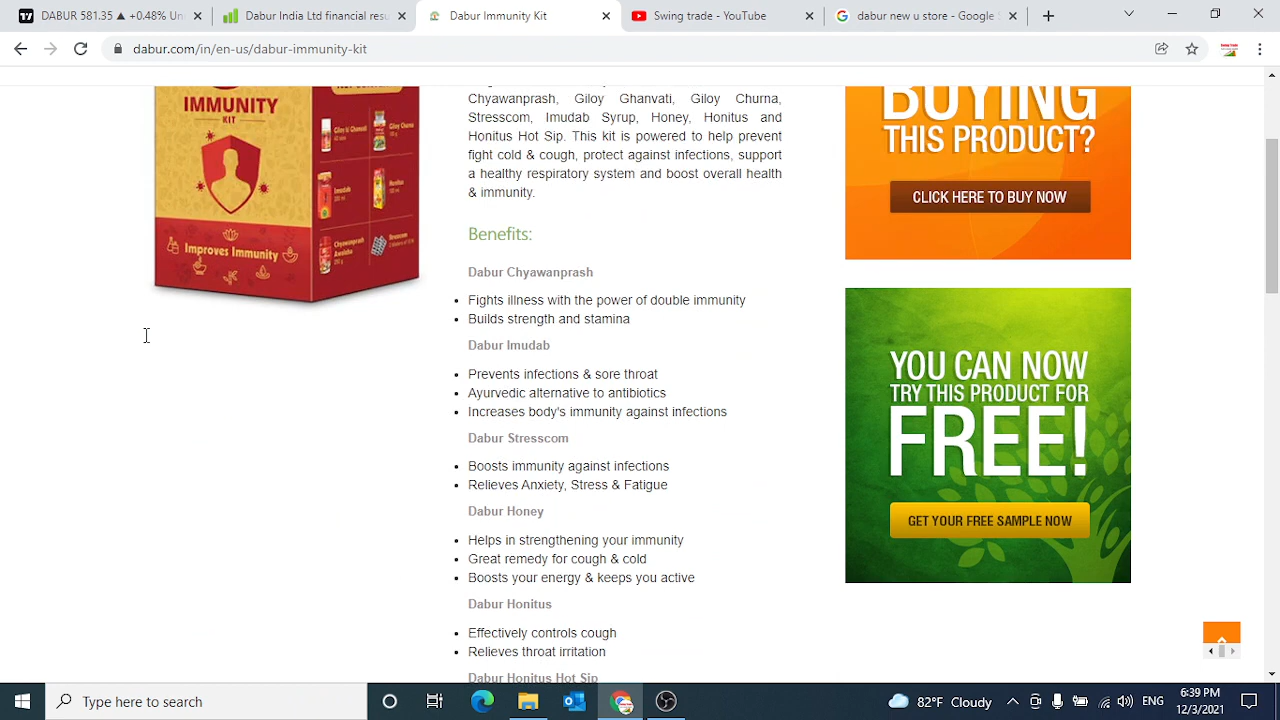 DABUR 581.35 ▲ +0.48% Un
Dabur India Ltd financial resu
Dabur Immunity Kit
Swing trade - YouTube
dabur - Google S
dabur.com/in/en-us/dabur-immunity-kit
IMMUNITY
KIT
Improves Immunity
Chyawanprash, Giloy Ghanvati, Giloy Churna,
Stresscom, Imudab Syrup, Honey, Honitus and
Honitus Hot Sip. This kit is powered to help prevent
fight cold & cough, protect against infections, support
a healthy respiratory system and boost overall health
& immunity.
Benefits:
Dabur Chyawanprash
• Fights illness with the power of double immunity
• Builds strength and stamina
Dabur Imudab
• Prevents infections & sore throat
• Ayurvedic alternative to antibiotics
• Increases body's immunity against infections
Dabur Stresscom
• Boosts immunity against infections
• Relieves Anxiety, Stress & Fatigue
Dabur Honey
• Helps in strengthening your immunity
• Great remedy for cough & cold
• Boosts your energy & keeps you active
Dabur Honitus
• Effectively controls cough
• Relieves throat irritation
Dabur Honitus Hot Sip
BUYING
THIS PRODUCT?
CLICK HERE TO BUY NOW
YOU CAN NOW
TRY THIS PRODUCT FOR
FREE!
GET YOUR FREE SAMPLE NOW
Type here to search
82°F
ENG
6:39 PM
12/3/2021